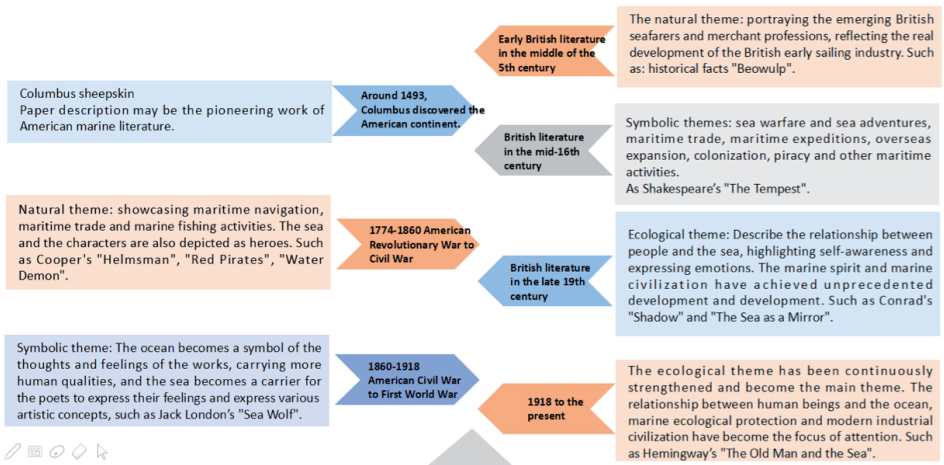 The natural theme: portraying the emerging British
seafarers and merchant professions, reflecting the real
development of the British early sailing industry. Such
as: historical facts "Beowulp".
Early British literature
in the middle of the
5th century
Columbus sheepskin
Paper description may be the pioneering work of
American marine literature.
Around 1493,
Columbus discovered the
American continent.
British literature
in the mid-16th
century
Symbolic themes: sea warfare and sea adventures,
maritime trade, maritime expeditions, overseas
expansion, colonization, piracy and other maritime
activities.
As Shakespeare's "The Tempest".
Natural theme: showcasing maritime navigation,
maritime trade and marine fishing activities. The sea
and the characters are also depicted as heroes. Such
as Cooper's "Helmsman", "Red Pirates", "Water
Demon".
1774-1860 American
Revolutionary War to
Civil War
British literature
in the late 19th
century
Ecological theme: Describe the relationship between
people and the sea, highlighting self-awareness and
expressing emotions. The marine spirit and marine
civilization have achieved unprecedented
development and development. Such as Conrad's
"Shadow" and "The Sea as a Mirror".
Symbolic theme: The ocean becomes a symbol of the
thoughts and feelings of the works, carrying more
human qualities, and the sea becomes a carrier for
the poets to express their feelings and express various
artistic concepts, such as Jack London's "Sea Wolf".
1860-1918
American Civil War
to First World War
1918 to the
present
The ecological theme has been continuously
strengthened and become the main theme. The
relationship between human beings and the ocean,
marine ecological protection and modern industrial
civilization have become the focus of attention. Such
as Hemingway's "The Old Man and the Sea".